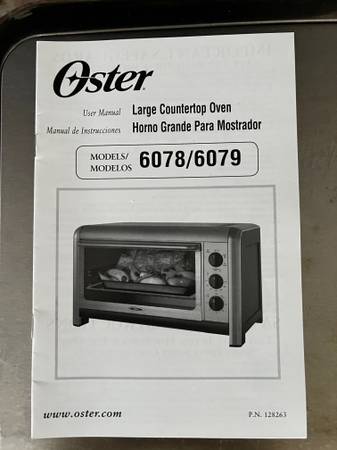 Oster
User Manual Large Countertop Oven
Manual de Instrucciones Horno Grande Para Mostrador
MODELS/
MODELOS 6078/6079
www.oster.com P.N. 128263